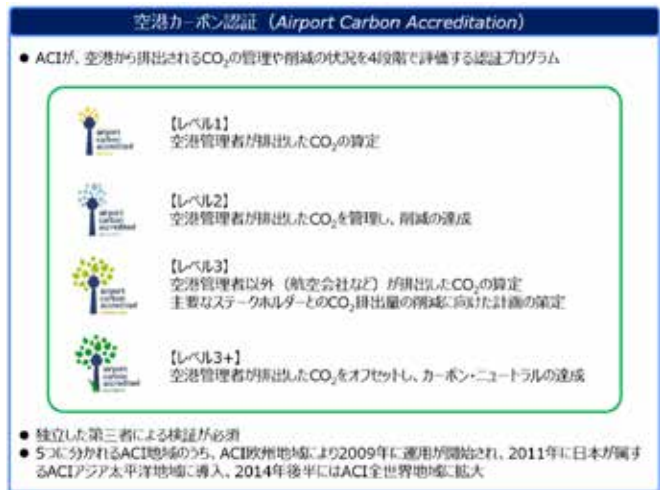 空港カーボン認証（Airport Carbon Accreditation）
● ACIが、空港から排出されるCO₂の管理や削減の状況を4段階で評価する認証プログラム
airport
carbon
accredited
【レベル1】
空港管理者が排出したCO₂の算定
airport
carbon
accredited
【レベル2】
空港管理者が排出したCO₂を管理し、削減の達成
airport
carbon
accredited
【レベル3】
空港管理者以外（航空会社など）が排出したCO₂の算定
主要なステークホルダーとのCO₂排出量の削減に向けた計画の策定
airport
carbon
accredited
【レベル3+】
空港管理者が排出したCO₂をオフセットし、カーボン・ニュートラルの達成
● 独立した第三者による検証が必須
● 5つに分かれるACI地域のうち、ACI欧州地域により2009年に運用が開始され、2011年に日本が属す
るACIアジア太平洋地域に導入、2014年後半にはACI全世界地域に拡大